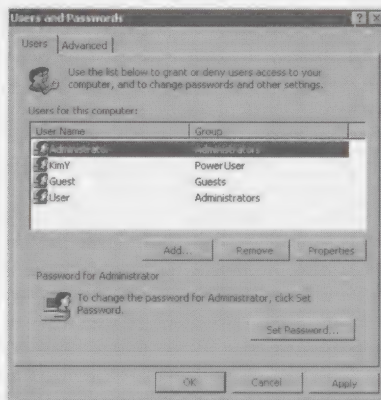 Users and Passwords
Users Advanced
Use the list below to grant or deny users access to your
computer, and to change passwords and other settings.
Users for this computer:
User Name Group
Administrator Administrators
KimY PowerUser
Guest Guests
User Administrators
Add... Remove Properties
Password for Administrator
To change the password for Administrator, click Set
Password.
Set Password...
OK Cancel Apply